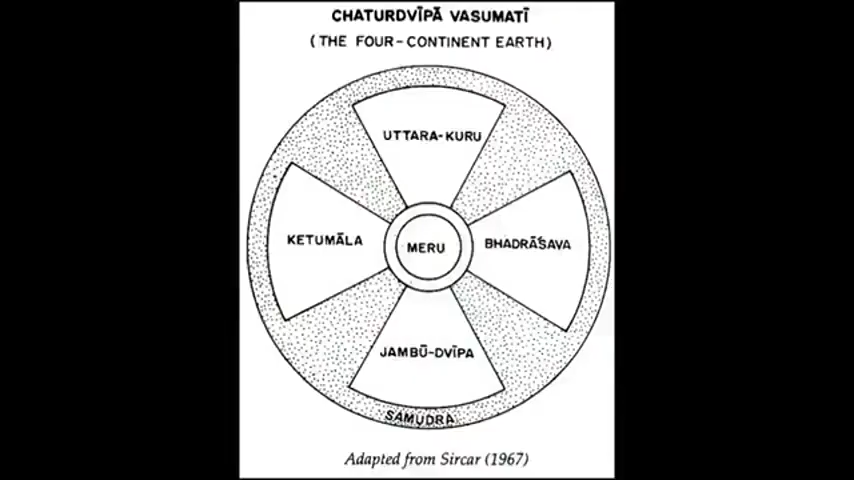 CHATURDVĪPĀ VASUMATĪ
(THE FOUR-CONTINENT EARTH)
UTTARA-KURU
KETUMĀLA
MERU
BHADRĀŚAVA
JAMBŪ-DVĪPA
SAMUDRA
Adapted from Sircar (1967)